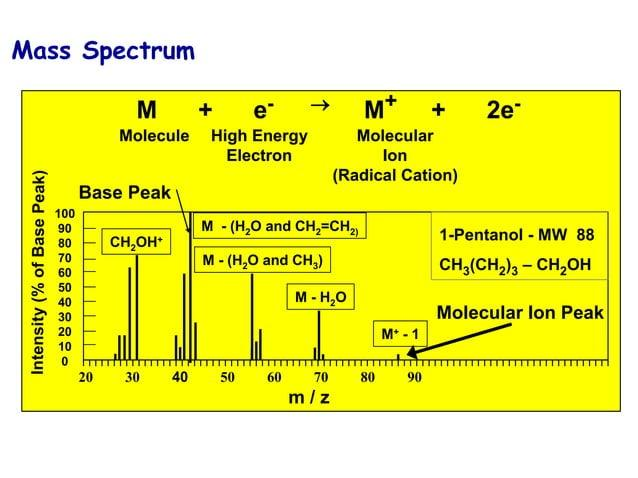 Mass Spectrum
M + e- → M+ + 2e-
Molecule High Energy Molecular
Electron Ion
(Radical Cation)
Base Peak
Intensity (% of Base Peak)
100
90
80
70
60
50
40
30
20
10
0
CH2OH+
M - (H2O and CH2=CH2)
M - (H2O and CH3)
M - H2O
M+ - 1
1-Pentanol - MW 88
CH3(CH2)3 – CH2OH
Molecular Ion Peak
20 30 40 50 60 70 80 90
m / z